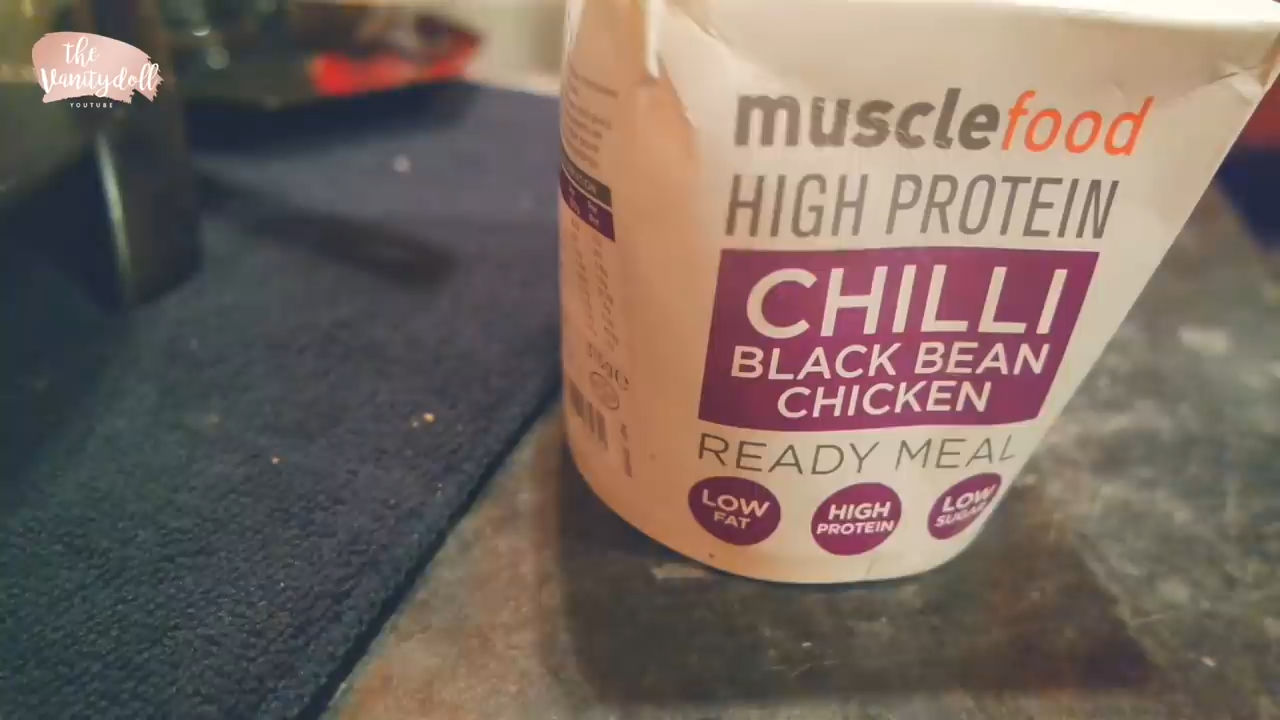 the
Vanitydoll
YOUTUBE
musclefood
HIGH PROTEIN
CHILLI
BLACK BEAN
CHICKEN
READY MEAL
LOW
FAT
HIGH
PROTEIN
LOW
SUGAR